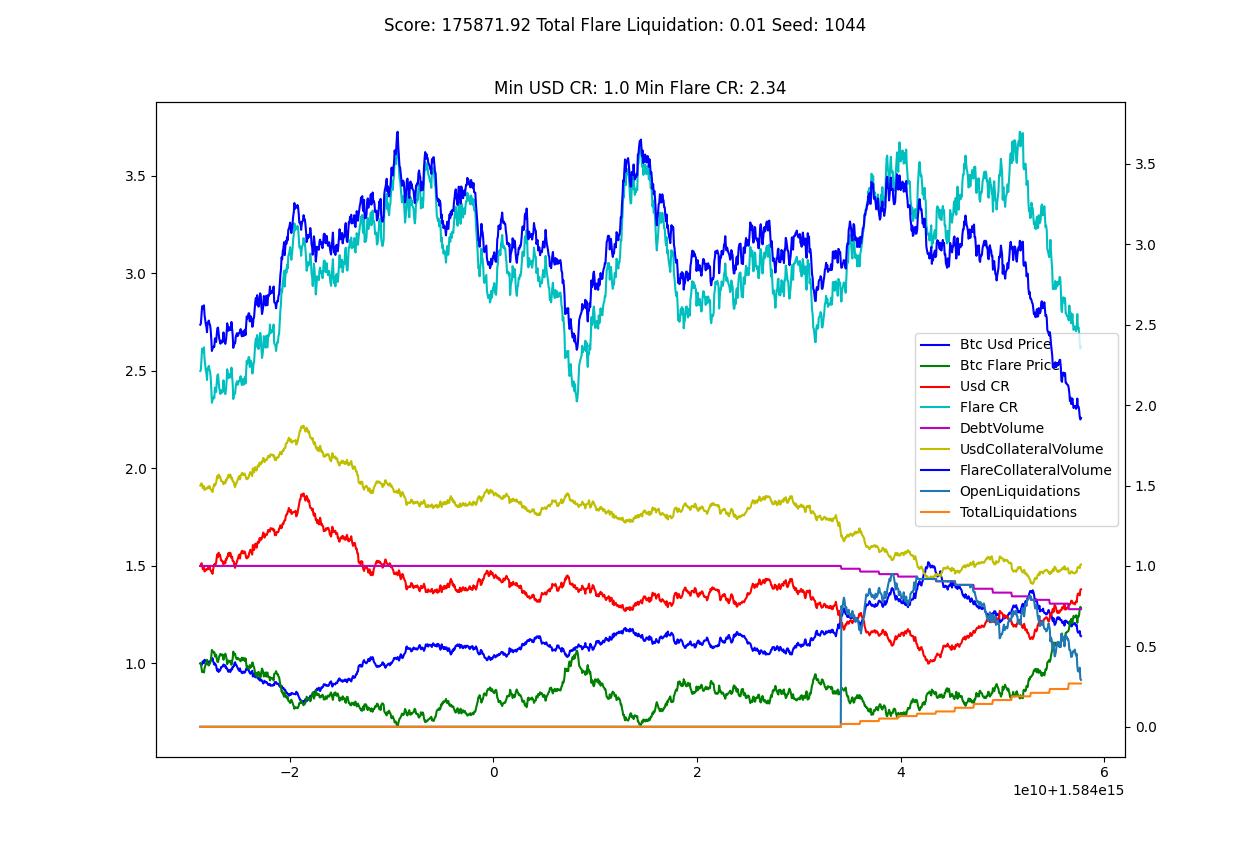 Score: 175871.92 Total Flare Liquidation: 0.01 Seed: 1044
Min USD CR: 1.0 Min Flare CR: 2.34
3.5
3.0
2.5
2.0
1.5
1.0
3.5
3.0
2.5
2.0
1.5
1.0
0.5
0.0
Btc Usd Price
Btc Flare Price
Usd CR
Flare CR
DebtVolume
UsdCollateralVolume
FlareCollateralVolume
OpenLiquidations
TotalLiquidations
−2 0 2 4 6
1e10+1.584e15